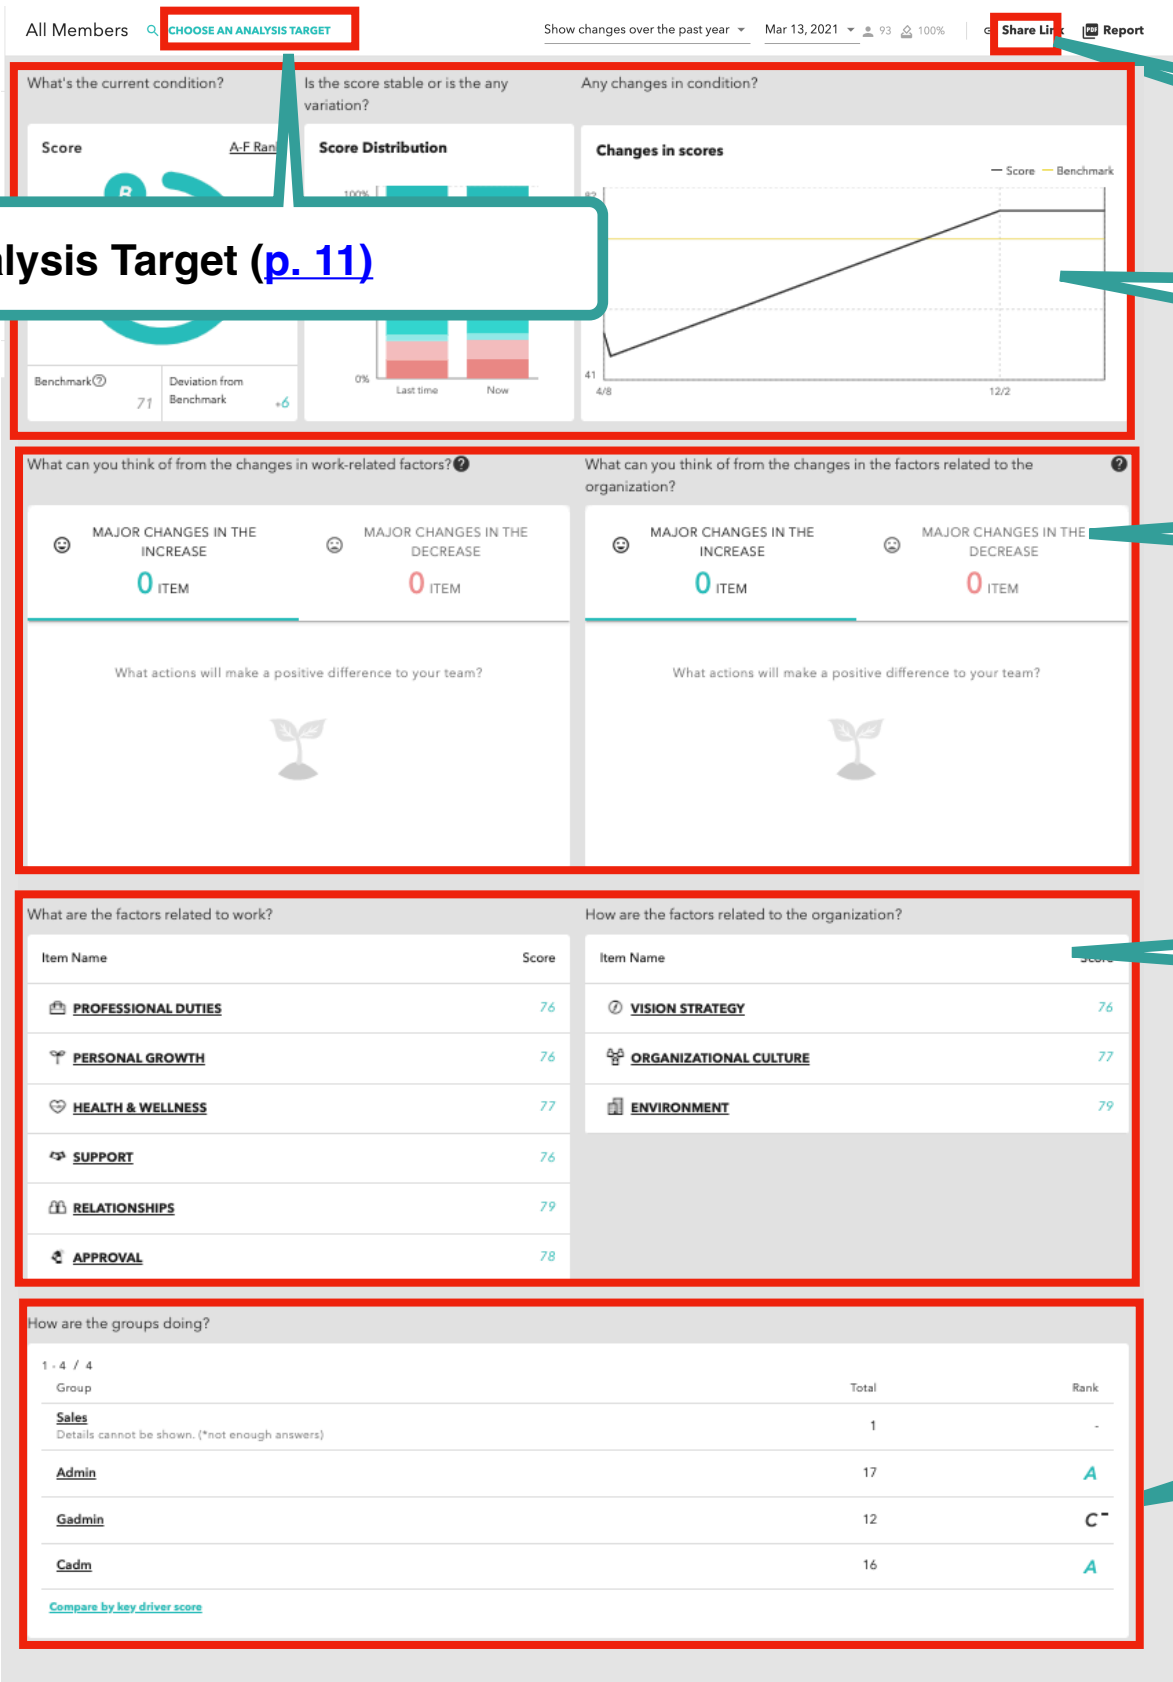 All Members
CHOOSE AN ANALYSIS TARGET
Show changes over the past year
Mar 13, 2021
93
100%
Share Link
PDF
Report
What's the current condition?
Is the score stable or is the any
variation?
Any changes in condition?
Score
A-F Rank
Score Distribution
Changes in scores
Score
Benchmark
B
100%
82
Analysis Target (p. 11)
Benchmark
71
Deviation from
Benchmark
+6
0%
Last time
Now
41
4/8
12/2
What can you think of from the changes in work-related factors?
What can you think of from the changes in the factors related to the
organization?
MAJOR CHANGES IN THE
INCREASE
0 ITEM
MAJOR CHANGES IN THE
DECREASE
0 ITEM
MAJOR CHANGES IN THE
INCREASE
0 ITEM
MAJOR CHANGES IN THE
DECREASE
0 ITEM
What actions will make a positive difference to your team?
What actions will make a positive difference to your team?
What are the factors related to work?
How are the factors related to the organization?
Item Name
Score
PROFESSIONAL DUTIES 76
PERSONAL GROWTH 76
HEALTH & WELLNESS 77
SUPPORT 76
RELATIONSHIPS 79
APPROVAL 78
Item Name
Score
VISION STRATEGY 76
ORGANIZATIONAL CULTURE 77
ENVIRONMENT 79
How are the groups doing?
1 - 4 / 4
Group Total Rank
Sales 1 -
Details cannot be shown. (*not enough answers)
Admin 17 A
Gadmin 12 C-
Cadm 16 A
Compare by key driver score